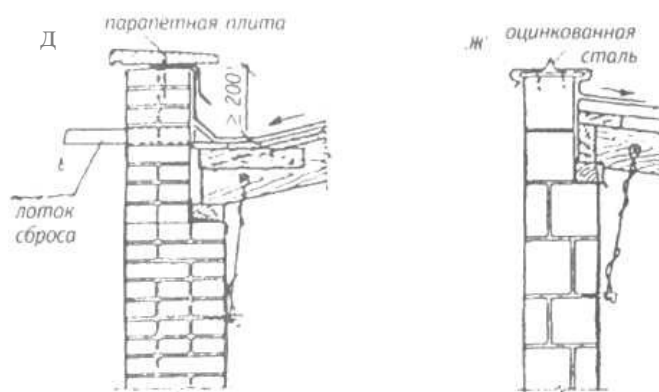 Д
парапетная плита
≥ 200
лоток
сброса
Ж
оцинкованная
сталь